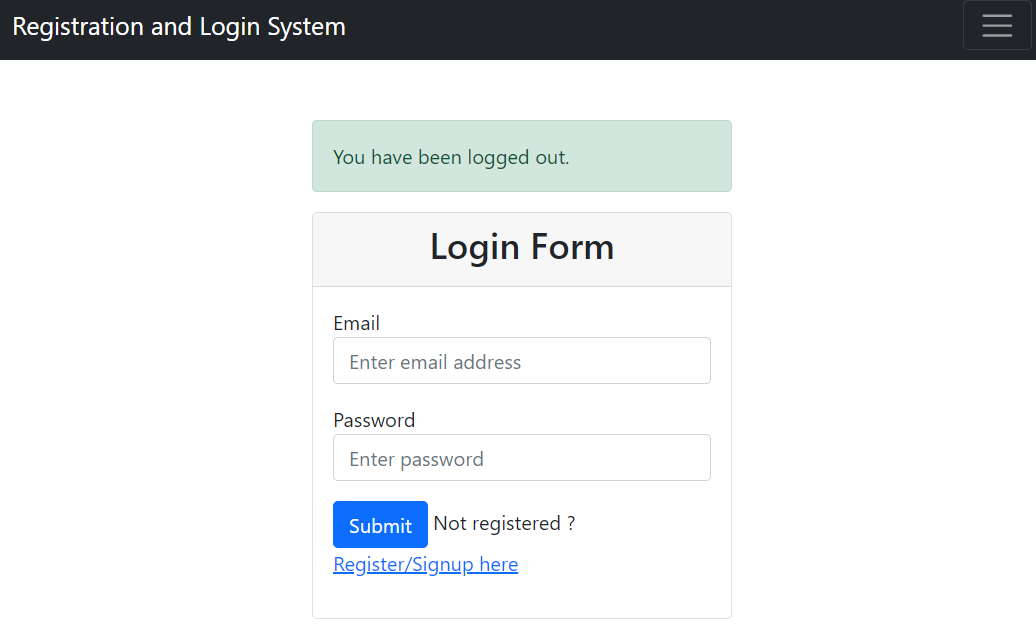 Registration and Login System
You have been logged out.
Login Form
Email
Enter email address
Password
Enter password
Submit Not registered ?
Register/Signup here